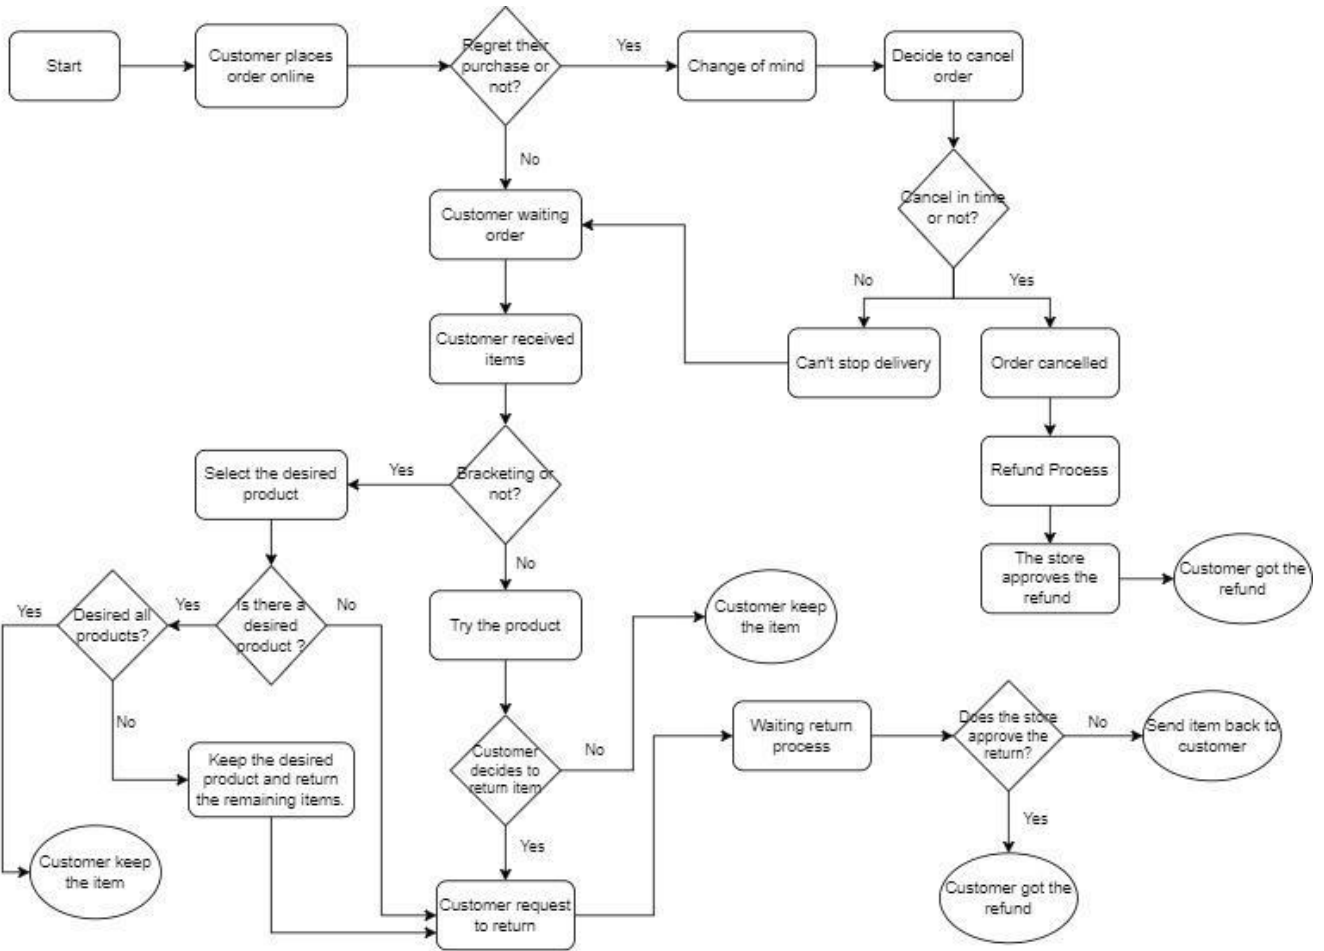 Start
Customer places
order online
Regret their
purchase or
not?
Yes
Change of mind
Decide to cancel
order
No
Cancel in time
or not?
Customer waiting
order
No
Yes
Customer received
items
Can't stop delivery
Order cancelled
Select the desired
product
Yes
Bracketing or
not?
Refund Process
No
The store
approves the
refund
Customer got the
refund
Yes
Desired all
products?
Yes
Is there a
desired
product ?
No
Try the product
Customer keep
the item
No
Keep the desired
product and return
the remaining items.
Customer
decides to
return item
No
Waiting return
process
Does the store
approve the
return?
No
Send item back to
customer
Yes
Yes
Customer keep
the item
Customer request
to return
Customer got the
refund